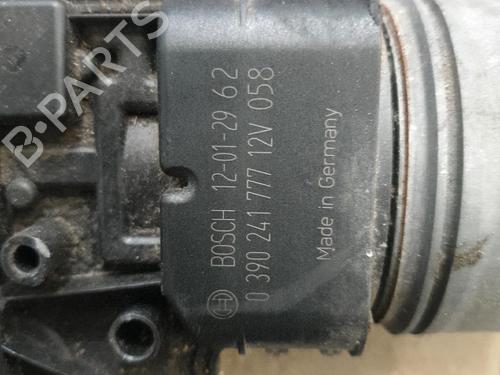 B-PARTS
BOSCH 12-01-29 62
0 390 241 777 12V 058
Made in Germany